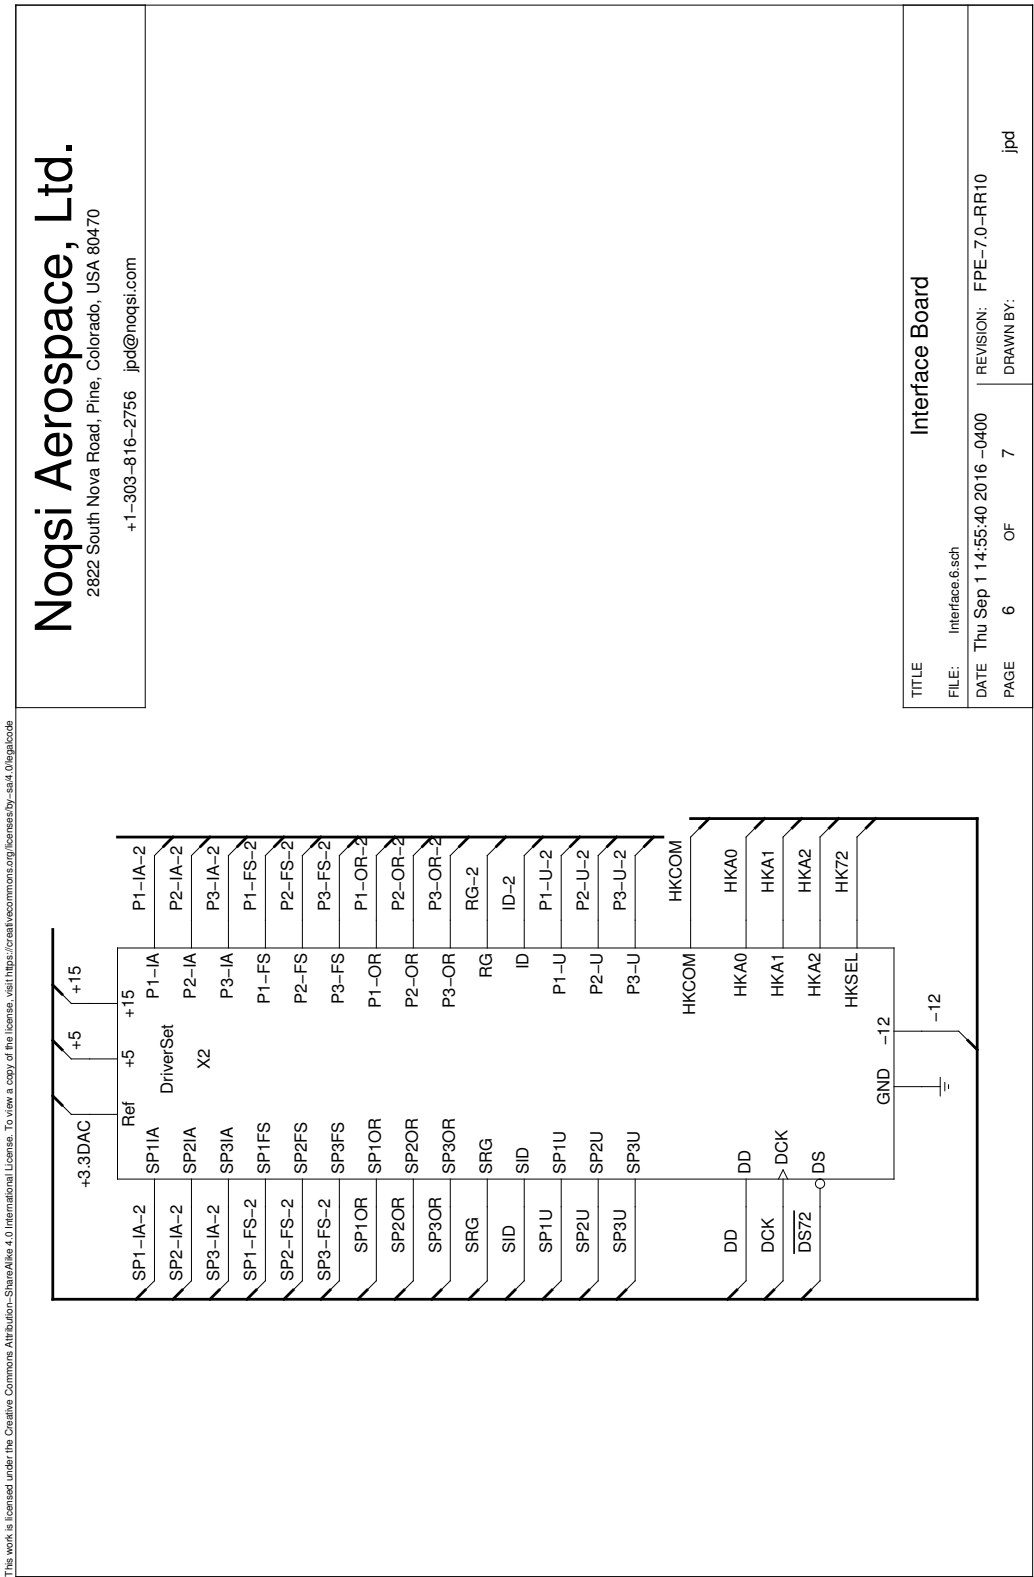 This work is licensed under the Creative Commons Attribution−ShareAlike 4.0 International License. To view a copy of the license, visit https://creativecommons.org/licenses/by−sa/4.0/legalcode
Noqsi Aerospace, Ltd.
2822 South Nova Road, Pine, Colorado, USA 80470
+1−303−816−2756 jpd@noqsi.com
+3.3DAC
+5
+15
Ref
+5
+15
DriverSet
X2
SP1−IA−2 SP1IA P1−IA P1−IA−2
SP2−IA−2 SP2IA P2−IA P2−IA−2
SP3−IA−2 SP3IA P3−IA P3−IA−2
SP1−FS−2 SP1FS P1−FS P1−FS−2
SP2−FS−2 SP2FS P2−FS P2−FS−2
SP3−FS−2 SP3FS P3−FS P3−FS−2
SP1OR SP1OR P1−OR P1−OR−2
SP2OR SP2OR P2−OR P2−OR−2
SP3OR SP3OR P3−OR P3−OR−2
SRG SRG RG RG−2
SID SID ID ID−2
SP1U SP1U P1−U P1−U−2
SP2U SP2U P2−U P2−U−2
SP3U SP3U P3−U P3−U−2
HKCOM HKCOM
DD DD HKA0 HKA0
DCK DCK HKA1 HKA1
DS72 DS HKA2 HKA2
HKSEL HK72
GND −12
−12
TITLE
Interface Board
FILE: Interface.6.sch
DATE Thu Sep 1 14:55:40 2016 −0400
REVISION: FPE−7.0−RR10
PAGE 6 OF 7
DRAWN BY: jpd